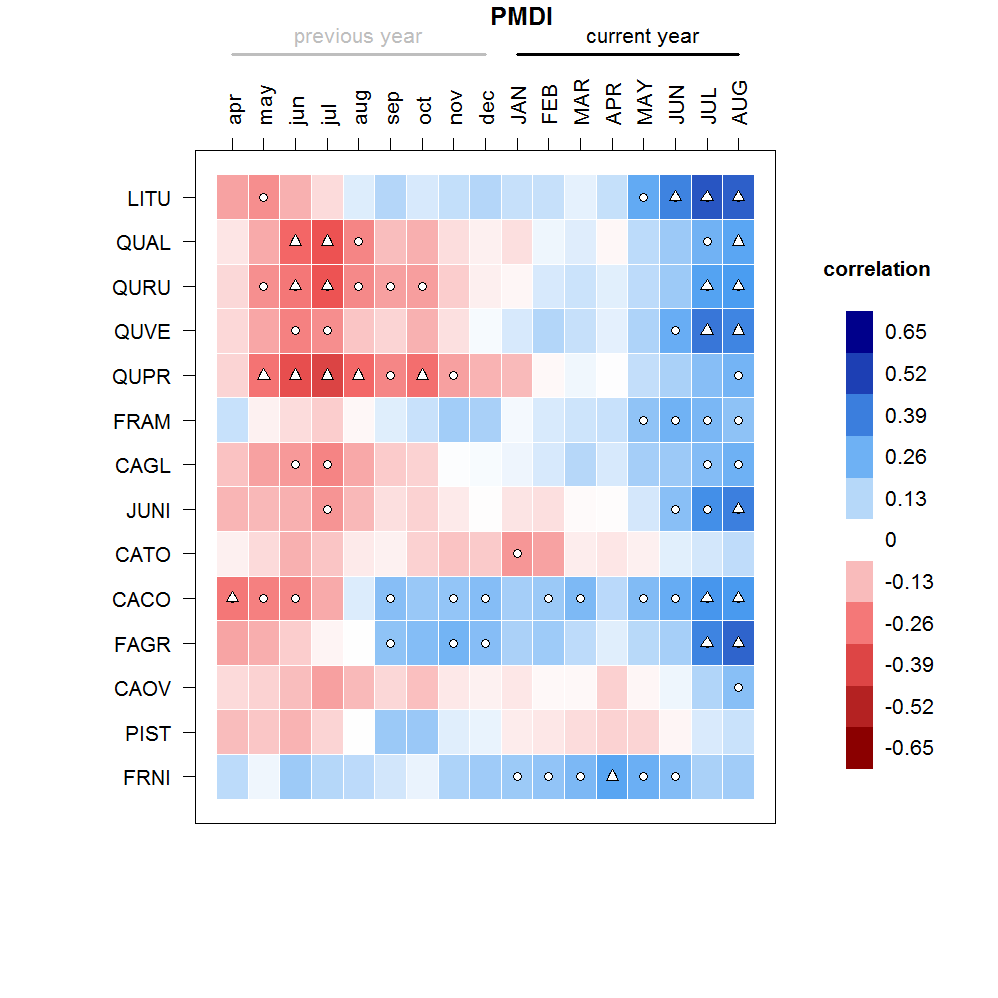 PMDI
previous year current year
apr may jun jul aug sep oct nov dec JAN FEB MAR APR MAY JUN JUL AUG
LITU
QUAL
QURU
QUVE
QUPR
FRAM
CAGL
JUNI
CATO
CACO
FAGR
CAOV
PIST
FRNI
correlation
0.65
0.52
0.39
0.26
0.13
0
-0.13
-0.26
-0.39
-0.52
-0.65